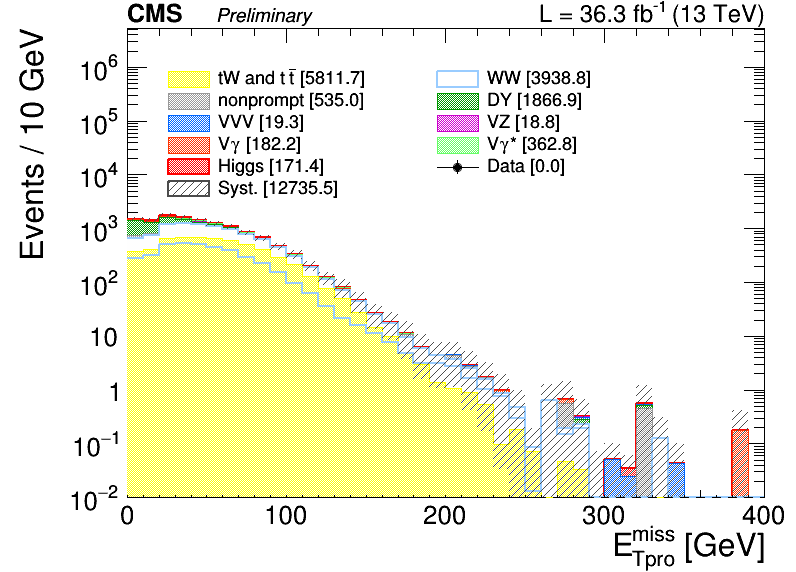 CMS Preliminary L = 36.3 fb⁻¹ (13 TeV)
Events / 10 GeV
tW and t t̄ [5811.7]
nonprompt [535.0]
VVV [19.3]
Vγ [182.2]
Higgs [171.4]
Syst. [12735.5]
WW [3938.8]
DY [1866.9]
VZ [18.8]
Vγ* [362.8]
Data [0.0]
10⁶
10⁵
10⁴
10³
10²
10
1
10⁻¹
10⁻²
0 100 200 300 400
E_Tpro^miss [GeV]